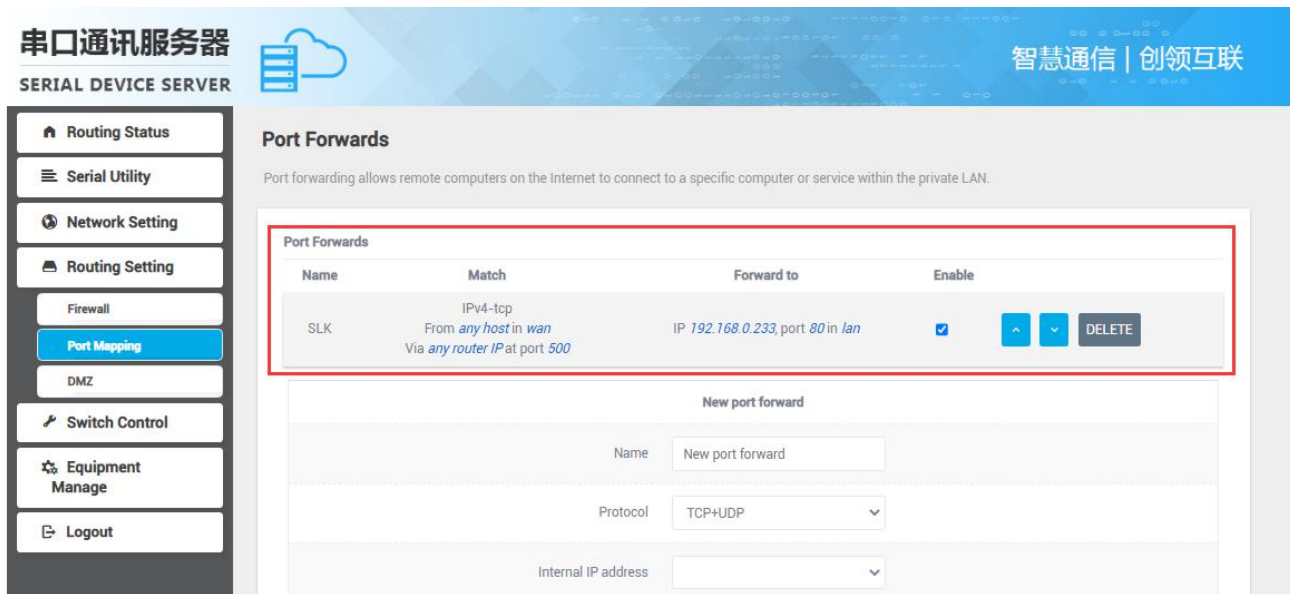 串口通讯服务器
SERIAL DEVICE SERVER
智慧通信 | 创领互联
Routing Status
Serial Utility
Network Setting
Routing Setting
Firewall
Port Mapping
DMZ
Switch Control
Equipment
Manage
Logout
Port Forwards
Port forwarding allows remote computers on the Internet to connect to a specific computer or service within the private LAN.
Port Forwards
Name Match Forward to Enable
IPv4-tcp
SLK From any host in wan IP 192.168.0.233, port 80 in lan DELETE
Via any router IP at port 500
New port forward
Name New port forward
Protocol TCP+UDP
Internal IP address